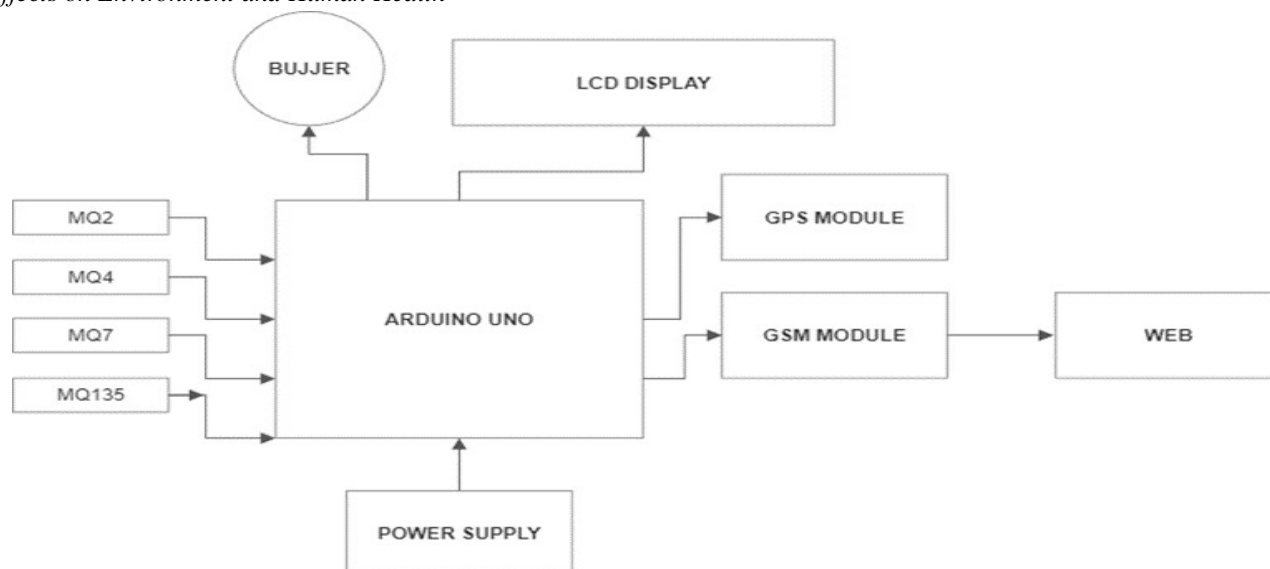 ffects on Environment and Human Health
BUJJER
LCD DISPLAY
MQ2
GPS MODULE
MQ4
ARDUINO UNO
MQ7
GSM MODULE
WEB
MQ135
POWER SUPPLY